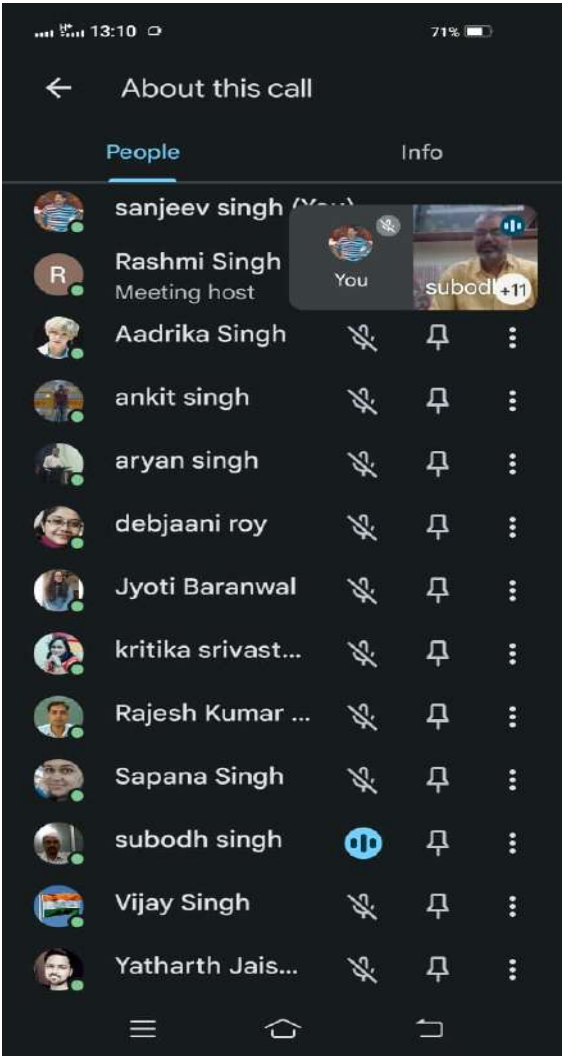 13:10
71%
About this call
People
Info
sanjeev singh (You)
Rashmi Singh
Meeting host
R
You
subodh
+11
Aadrika Singh
ankit singh
aryan singh
debjaani roy
Jyoti Baranwal
kritika srivast...
Rajesh Kumar ...
Sapana Singh
subodh singh
Vijay Singh
Yatharth Jais...